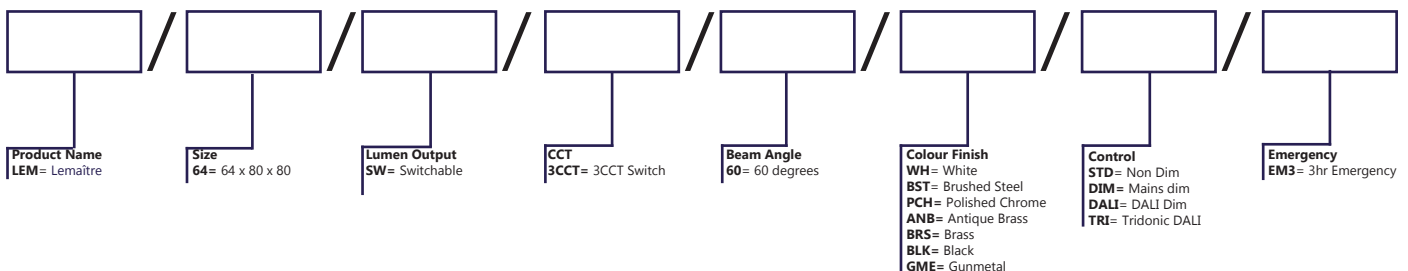 / / / / / / /
Product Name
LEM= Lemaître
Size
64= 64 x 80 x 80
Lumen Output
SW= Switchable
CCT
3CCT= 3CCT Switch
Beam Angle
60= 60 degrees
Colour Finish
WH= White
BST= Brushed Steel
PCH= Polished Chrome
ANB= Antique Brass
BRS= Brass
BLK= Black
GME= Gunmetal
Control
STD= Non Dim
DIM= Mains dim
DALI= DALI Dim
TRI= Tridonic DALI
Emergency
EM3= 3hr Emergency